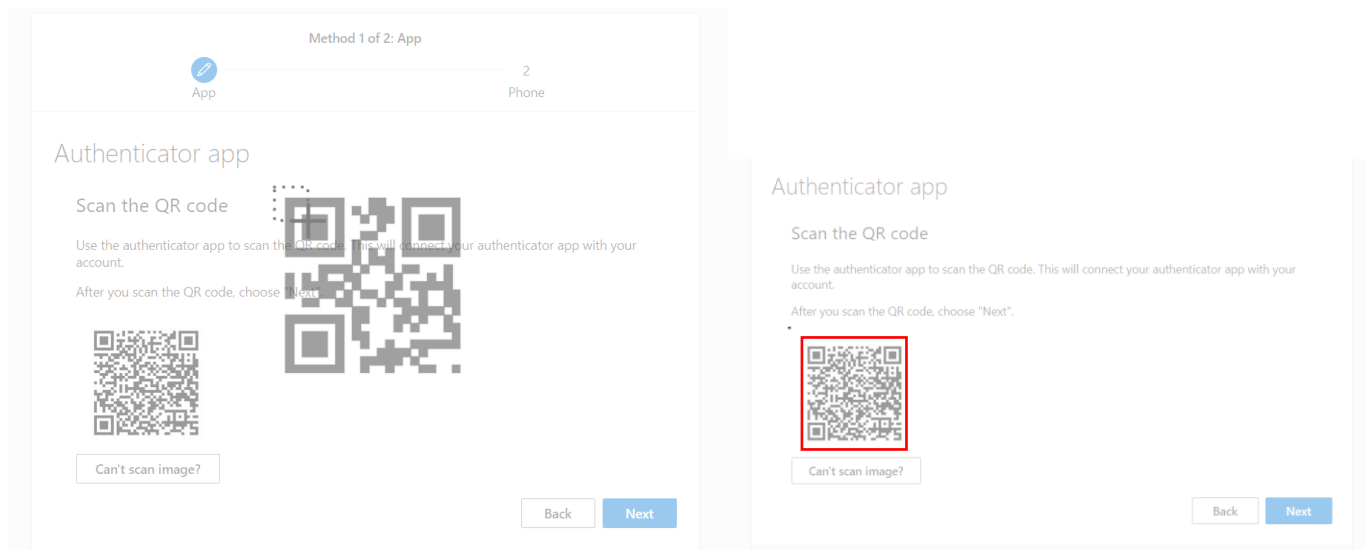 Method 1 of 2: App
2
App
Phone
Authenticator app
Scan the QR code
Use the authenticator app to scan the QR code. This will connect your authenticator app with your
account.
After you scan the QR code, choose "Next".
Can't scan image?
Back
Next
Authenticator app
Scan the QR code
Use the authenticator app to scan the QR code. This will connect your authenticator app with your
account.
After you scan the QR code, choose "Next".
Can't scan image?
Back
Next